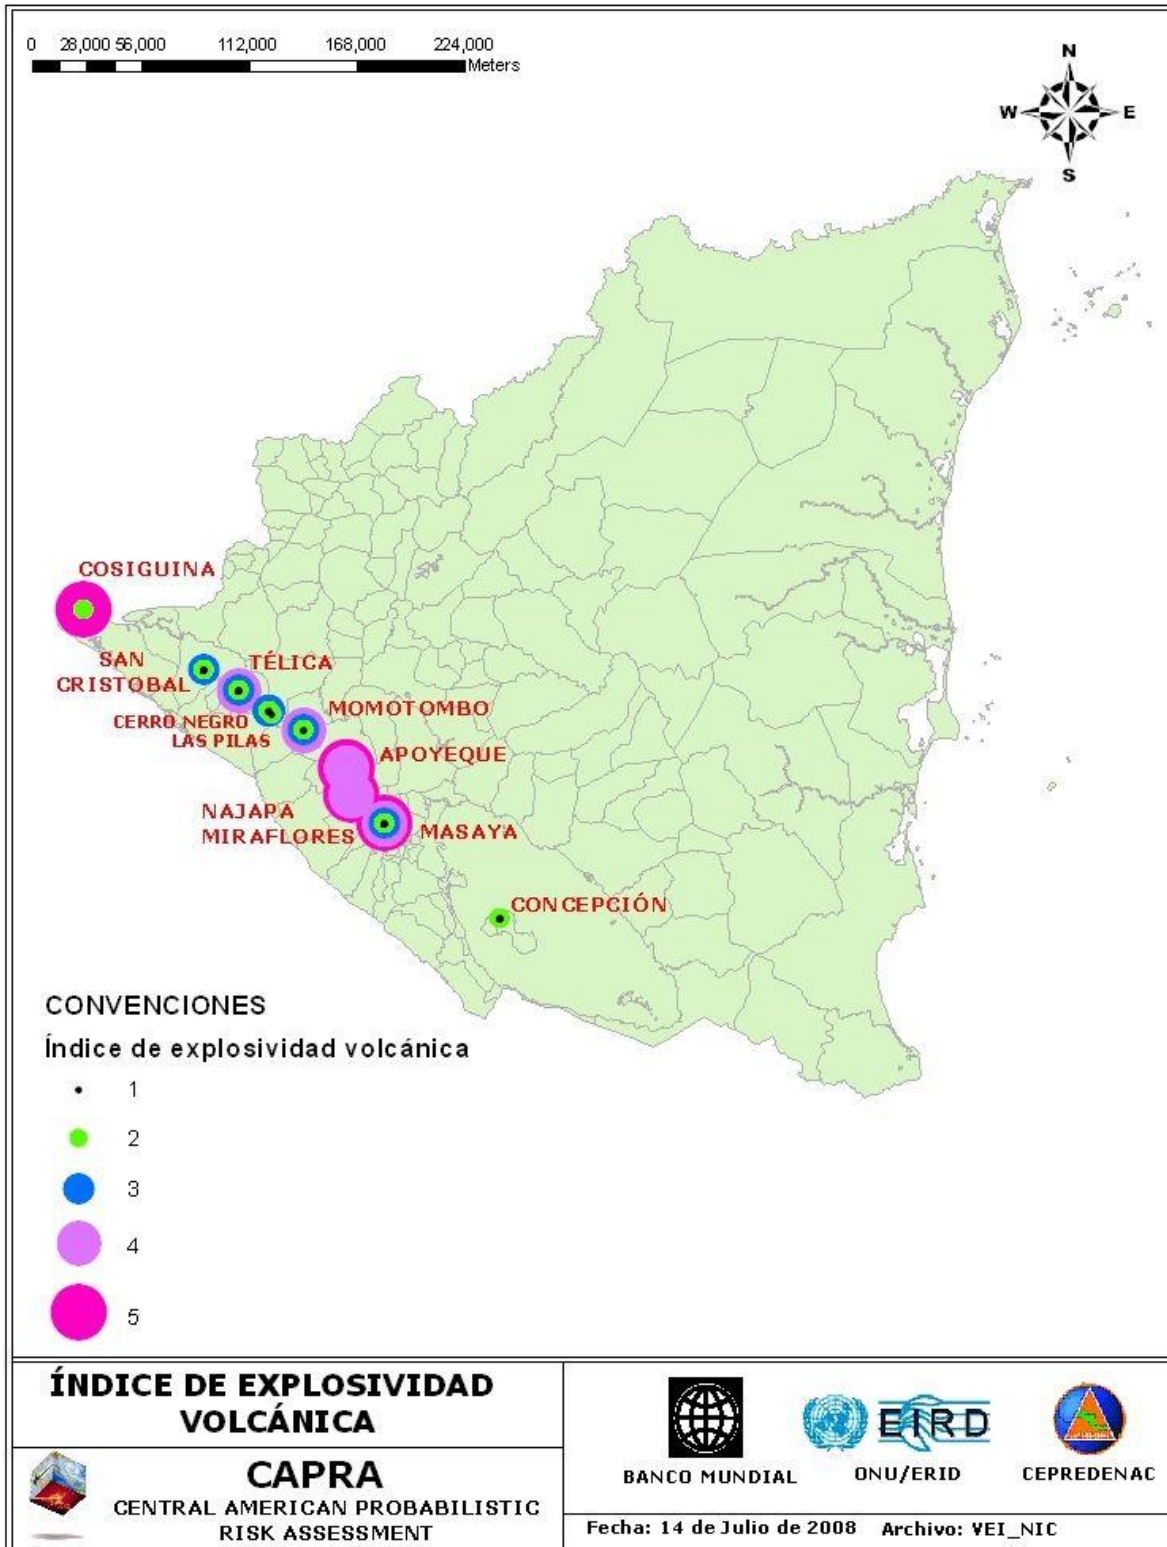 0 28,000 56,000 112,000 168,000 224,000
Meters
N
W E
S
COSIGUINA
SAN
CRISTOBAL
TÉLICA
CERRO NEGRO
LAS PILAS
MOMOTOMBO
APOYEQUE
NAJAPA
MIRAFLORES
MASAYA
CONCEPCIÓN
CONVENCIONES
Índice de explosividad volcánica
1
2
3
4
5
ÍNDICE DE EXPLOSIVIDAD
VOLCÁNICA
CAPRA
CENTRAL AMERICAN PROBABILISTIC
RISK ASSESSMENT
EIRD
BANCO MUNDIAL ONU/ERID CEPREDENAC
Fecha: 14 de Julio de 2008 Archivo: VEI_NIC